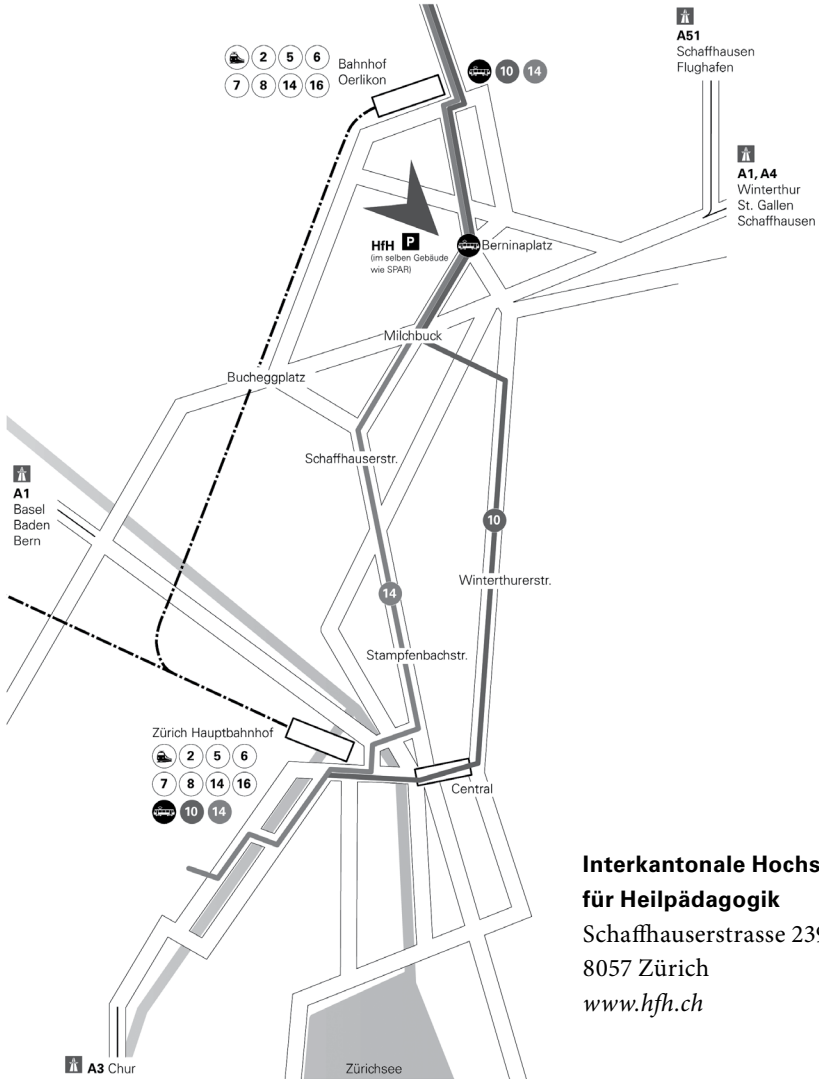 A51
Schaffhausen
Flughafen
2 5 6
7 8 14 16
Bahnhof
Oerlikon
10 14
A1, A4
Winterthur
St. Gallen
Schaffhausen
HfH P
(im selben Gebäude
wie SPAR)
Berninaplatz
Milchbuck
Bucheggplatz
Schaffhauserstr.
A1
Basel
Baden
Bern
10
Winterthurerstr.
14
Stampfenbachstr.
Zürich Hauptbahnhof
2 5 6
7 8 14 16
10 14
Central
Interkantonale Hochs
für Heilpädagogik
Schaffhauserstrasse 239
8057 Zürich
www.hfh.ch
A3 Chur
Zürichsee